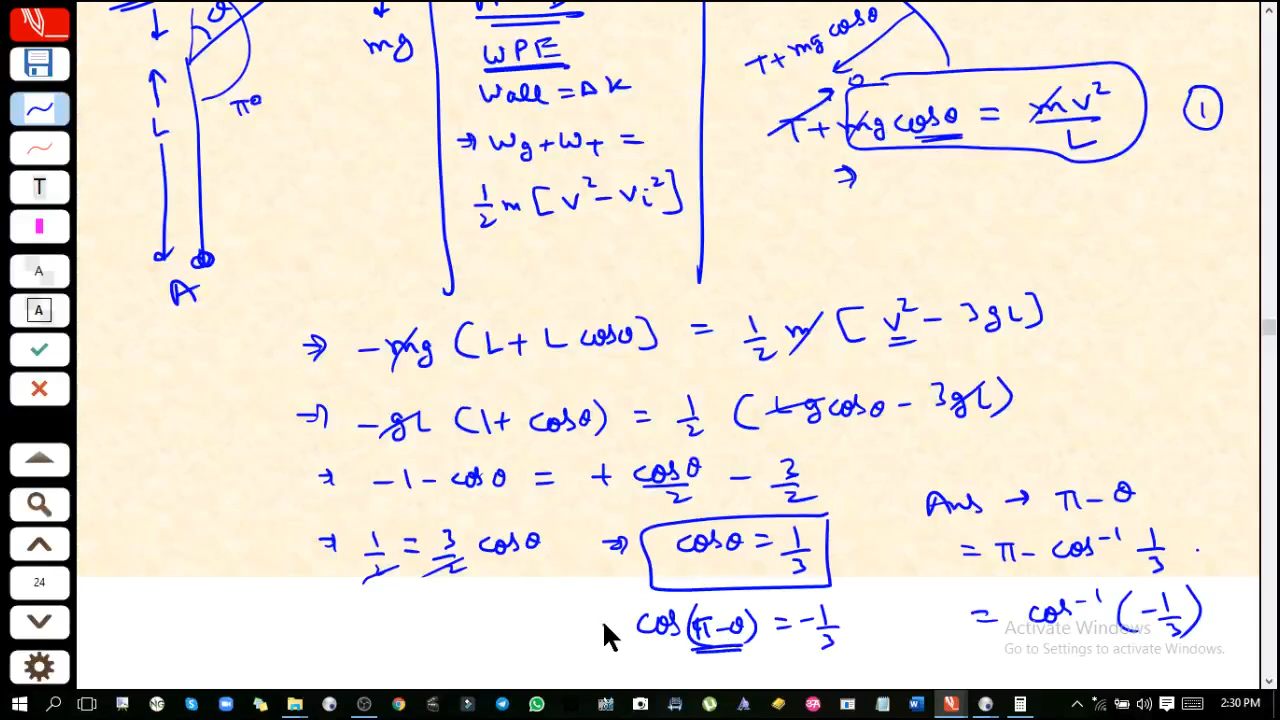 θ
L
π-θ
L
A
mg
WPE
Wall = ΔK
⇒ Wg + WT =
1/2 m [V² - Vi²]
T + mg cosθ
0
T + mg cosθ = mv²/L
①
⇒
⇒ -mg (L + L cosθ] = 1/2 m [v² - 3gL]
⇒ -gL (1 + cosθ) = 1/2 (Lg cosθ - 3gL)
⇒ -1 - cosθ = + cosθ/2 - 3/2
⇒ 1/2 = 3/2 cosθ ⇒ cosθ = 1/3
cos(π-θ) = -1/3
Ans → π - θ
= π - cos⁻¹ 1/3
= cos⁻¹ (-1/3)
Activate Windows
Go to Settings to activate Windows.
T
A
A
24
2:30 PM